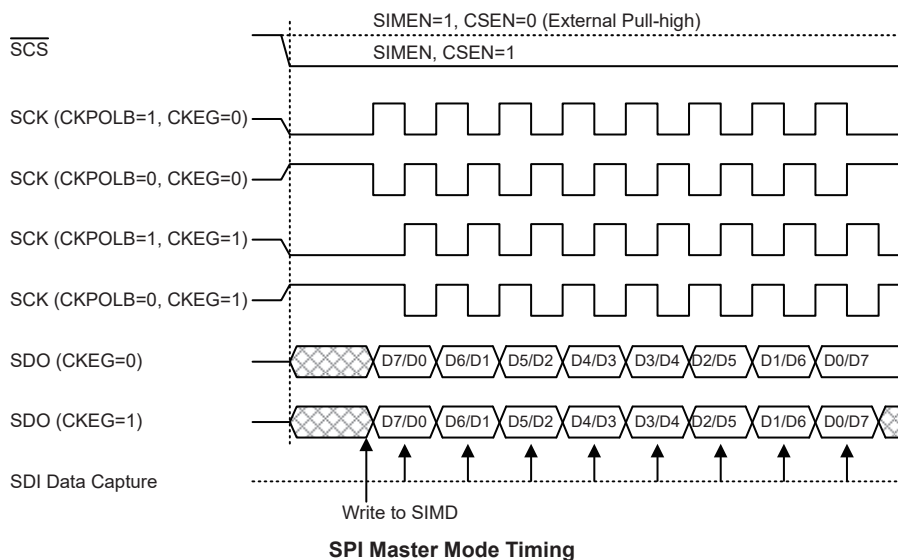 SIMEN=1, CSEN=0 (External Pull-high)
SCS
SIMEN, CSEN=1
SCK (CKPOLB=1, CKEG=0)
SCK (CKPOLB=0, CKEG=0)
SCK (CKPOLB=1, CKEG=1)
SCK (CKPOLB=0, CKEG=1)
SDO (CKEG=0) D7/D0 D6/D1 D5/D2 D4/D3 D3/D4 D2/D5 D1/D6 D0/D7
SDO (CKEG=1) D7/D0 D6/D1 D5/D2 D4/D3 D3/D4 D2/D5 D1/D6 D0/D7
SDI Data Capture
Write to SIMD
SPI Master Mode Timing